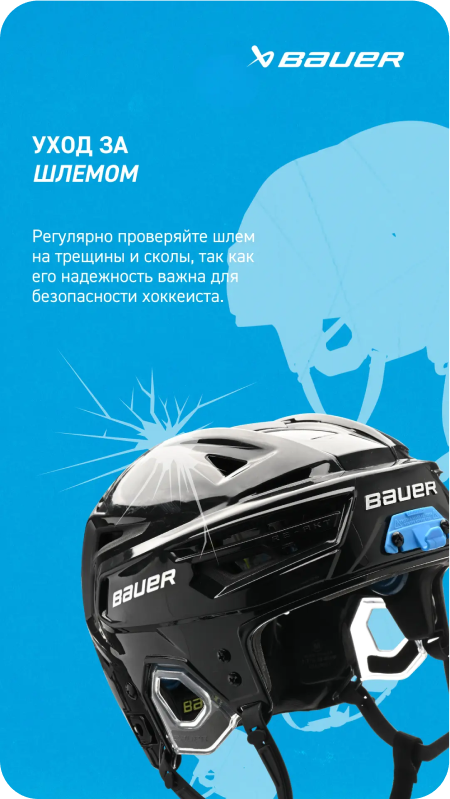 BAUER
УХОД ЗА
ШЛЕМОМ
Регулярно проверяйте шлем
на трещины и сколы, так как
его надежность важна для
безопасности хоккеиста.
BAUER
BAUER